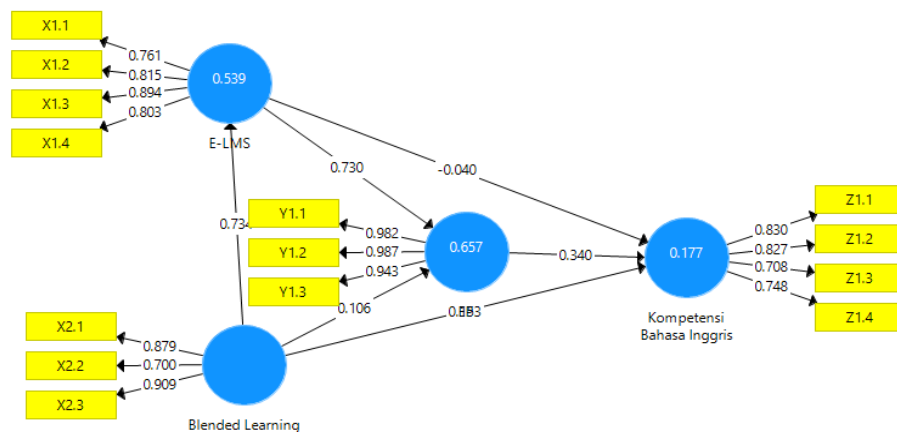 X1.1
X1.2
X1.3
X1.4
0.761
0.815
0.894
0.803
0.539
E-LMS
0.730
-0.040
0.734
Y1.1
Y1.2
Y1.3
0.982
0.987
0.943
0.657
0.340
0.106
0.177
Kompetensi
Bahasa Inggris
0.830
0.827
0.708
0.748
Z1.1
Z1.2
Z1.3
Z1.4
X2.1
X2.2
X2.3
0.879
0.700
0.909
Blended Learning